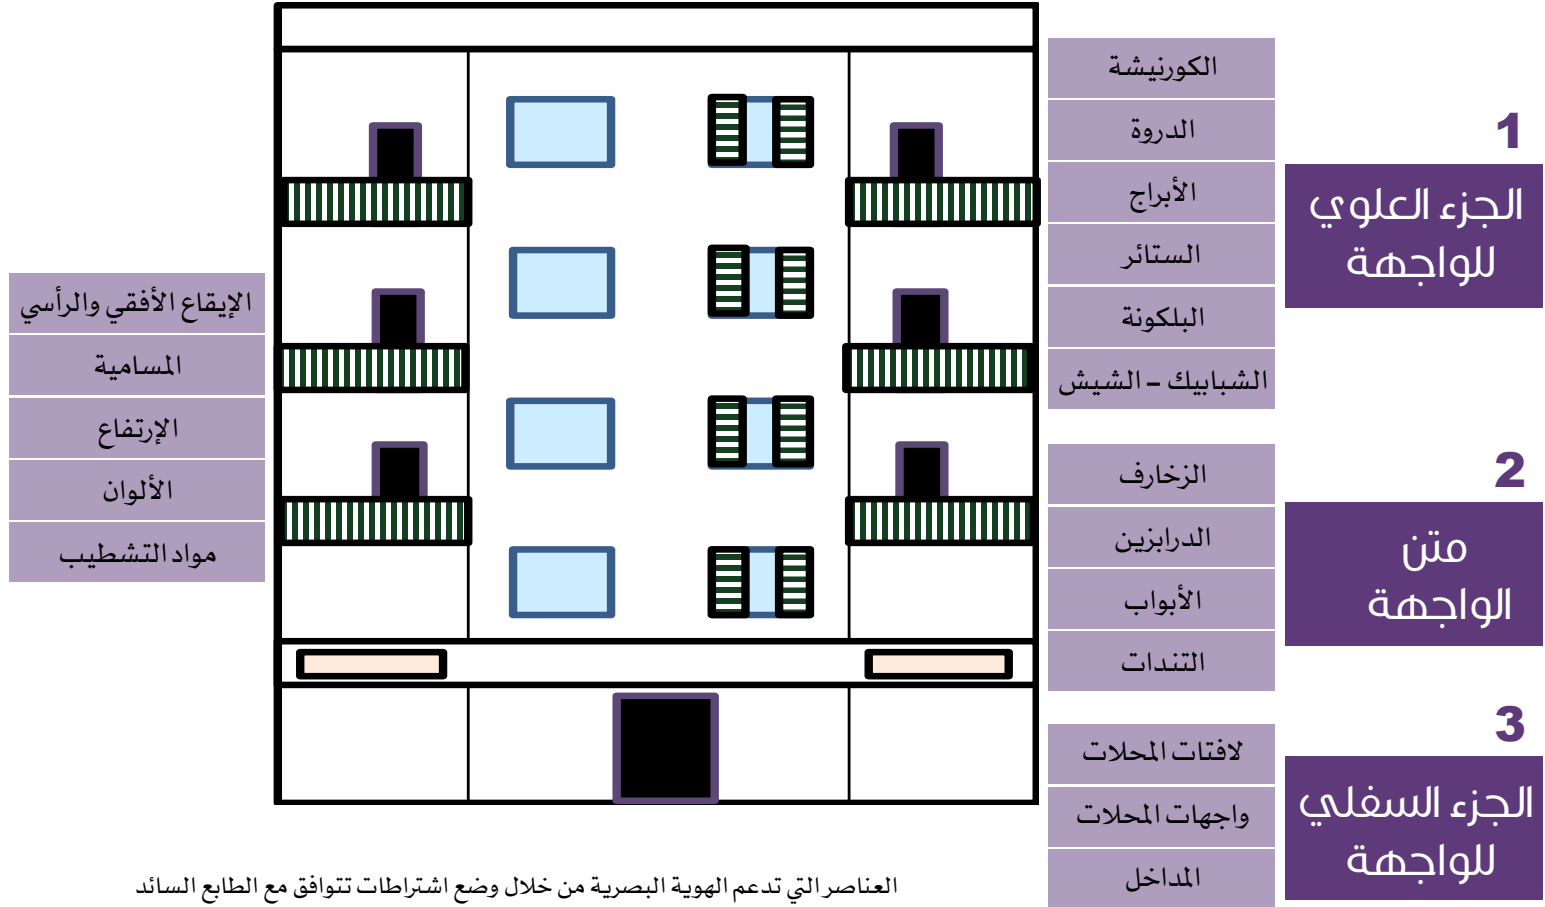 1
الجزء العلوي
للواجهة
الكورنيشة
الدروة
الأبراج
الستائر
البلكونة
الشبابيك – الشيش
2
متن
الواجهة
الزخارف
الدرابزين
الأبواب
التندات
3
الجزء السفلي
للواجهة
لافتات المحلات
واجهات المحلات
المداخل
الإيقاع الأفقي والرأسي
المسامية
الإرتفاع
الألوان
مواد التشطيب
العناصر التي تدعم الهوية البصرية من خلال وضع اشتراطات تتوافق مع الطابع السائد